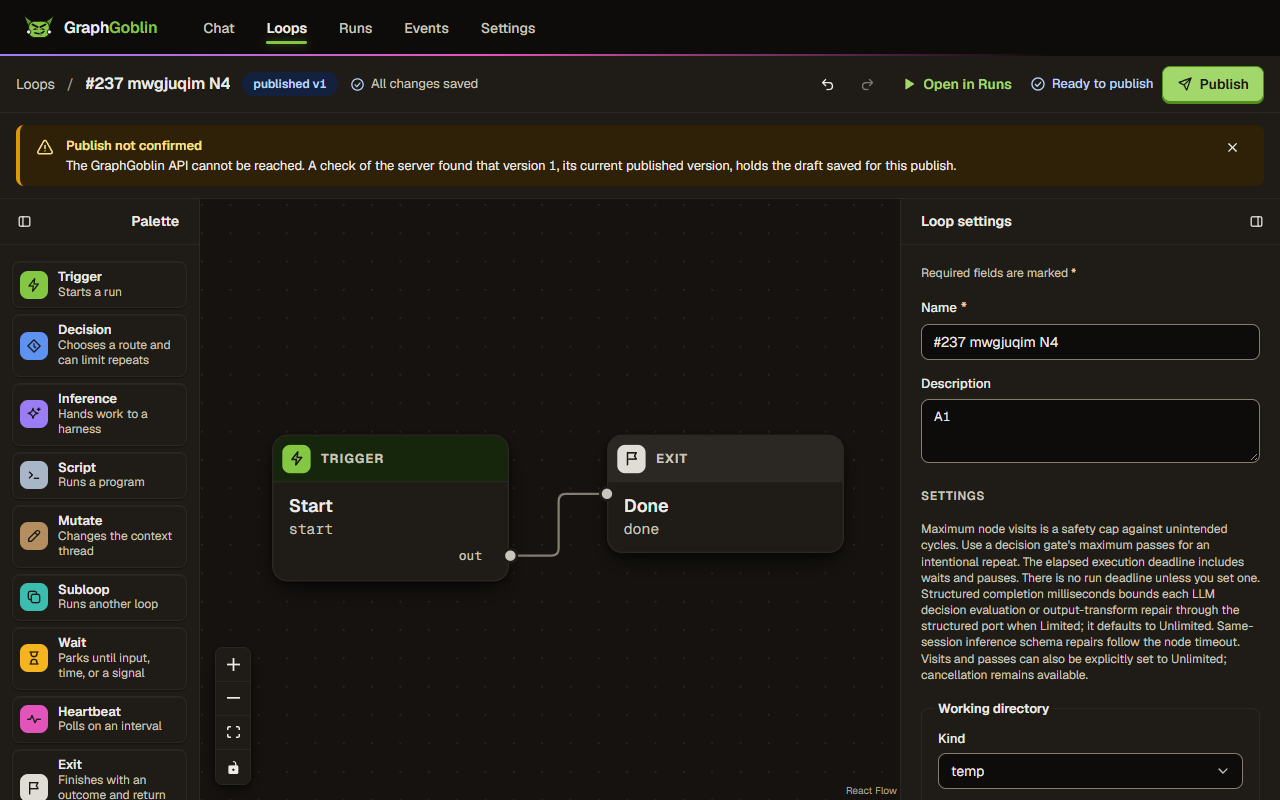 GraphGoblin
Chat
Loops
Runs
Events
Settings
Loops / #237 mwgjuqim N4
published v1
All changes saved
Open in Runs
Ready to publish
Publish
Publish not confirmed
The GraphGoblin API cannot be reached. A check of the server found that version 1, its current published version, holds the draft saved for this publish.
Palette
Trigger
Starts a run
Decision
Chooses a route and
can limit repeats
Inference
Hands work to a
harness
Script
Runs a program
Mutate
Changes the context
thread
Subloop
Runs another loop
Wait
Parks until input,
time, or a signal
Heartbeat
Polls on an interval
Exit
Finishes with an
outcome and return
TRIGGER
Start
start
out
EXIT
Done
done
React Flow
Loop settings
Required fields are marked *
Name *
#237 mwgjuqim N4
Description
A1
SETTINGS
Maximum node visits is a safety cap against unintended
cycles. Use a decision gate's maximum passes for an
intentional repeat. The elapsed execution deadline includes
waits and pauses. There is no run deadline unless you set one.
Structured completion milliseconds bounds each LLM
decision evaluation or output-transform repair through the
structured port when Limited; it defaults to Unlimited. Same-
session inference schema repairs follow the node timeout.
Visits and passes can also be explicitly set to Unlimited;
cancellation remains available.
Working directory
Kind
temp